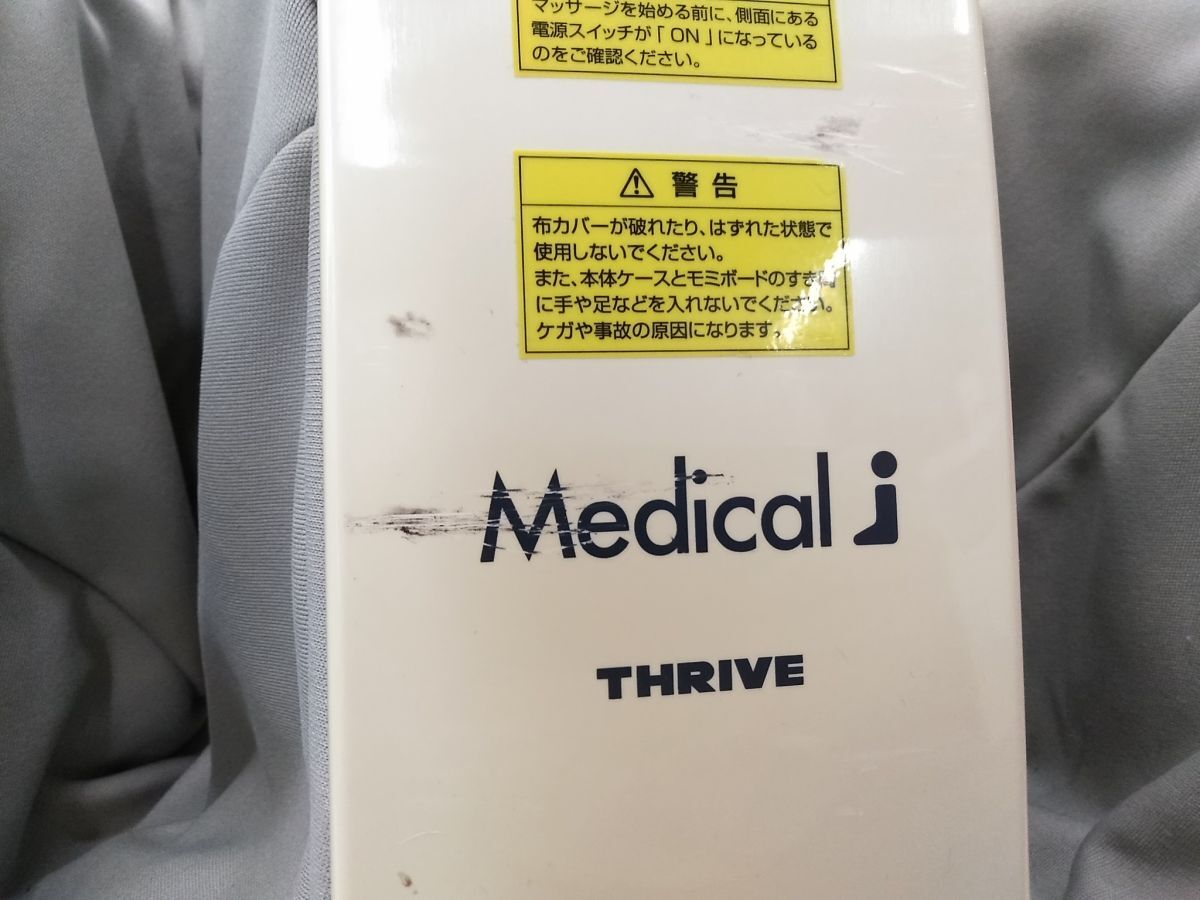 マッサージを始める前に、側面にある
電源スイッチが「ON」になっている
のをご確認ください。
警告
布カバーが破れたり、はずれた状態で
使用しないでください。
また、本体ケースとモミボードのすき間
に手や足などを入れないでください。
ケガや事故の原因になります。
Medical j
THRIVE